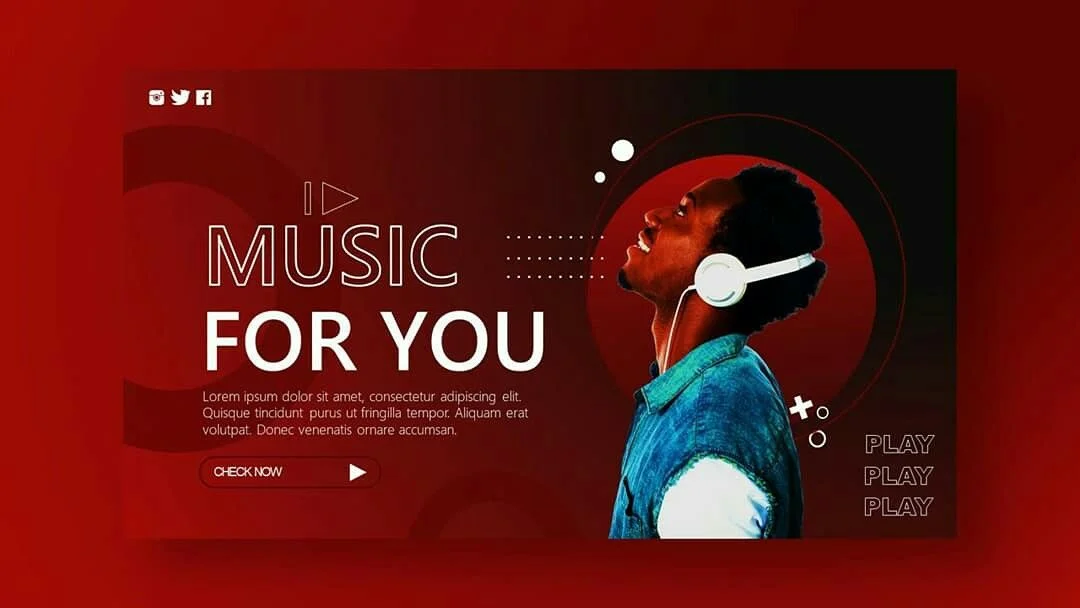 MUSIC
FOR YOU
Lorem ipsum dolor sit amet, consectetur adipiscing elit.
Quisque tincidunt purus ut fringilla tempor. Aliquam erat
volutpat. Donec venenatis ornare accumsan.
CHECK NOW
PLAY
PLAY
PLAY